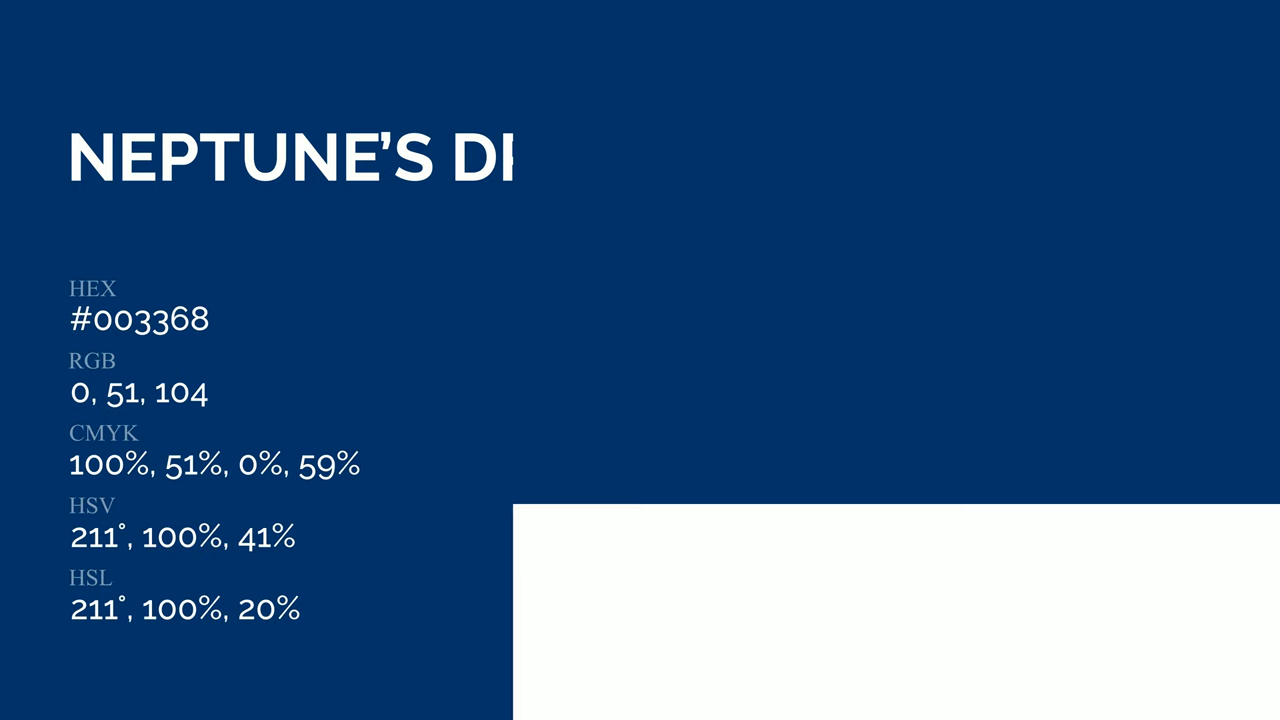 NEPTUNE’S
HEX
#003368
RGB
0, 51, 104
CMYK
100%, 51%, 0%, 59%
HSV
211°, 100%, 41%
HSL
211°, 100%, 20%